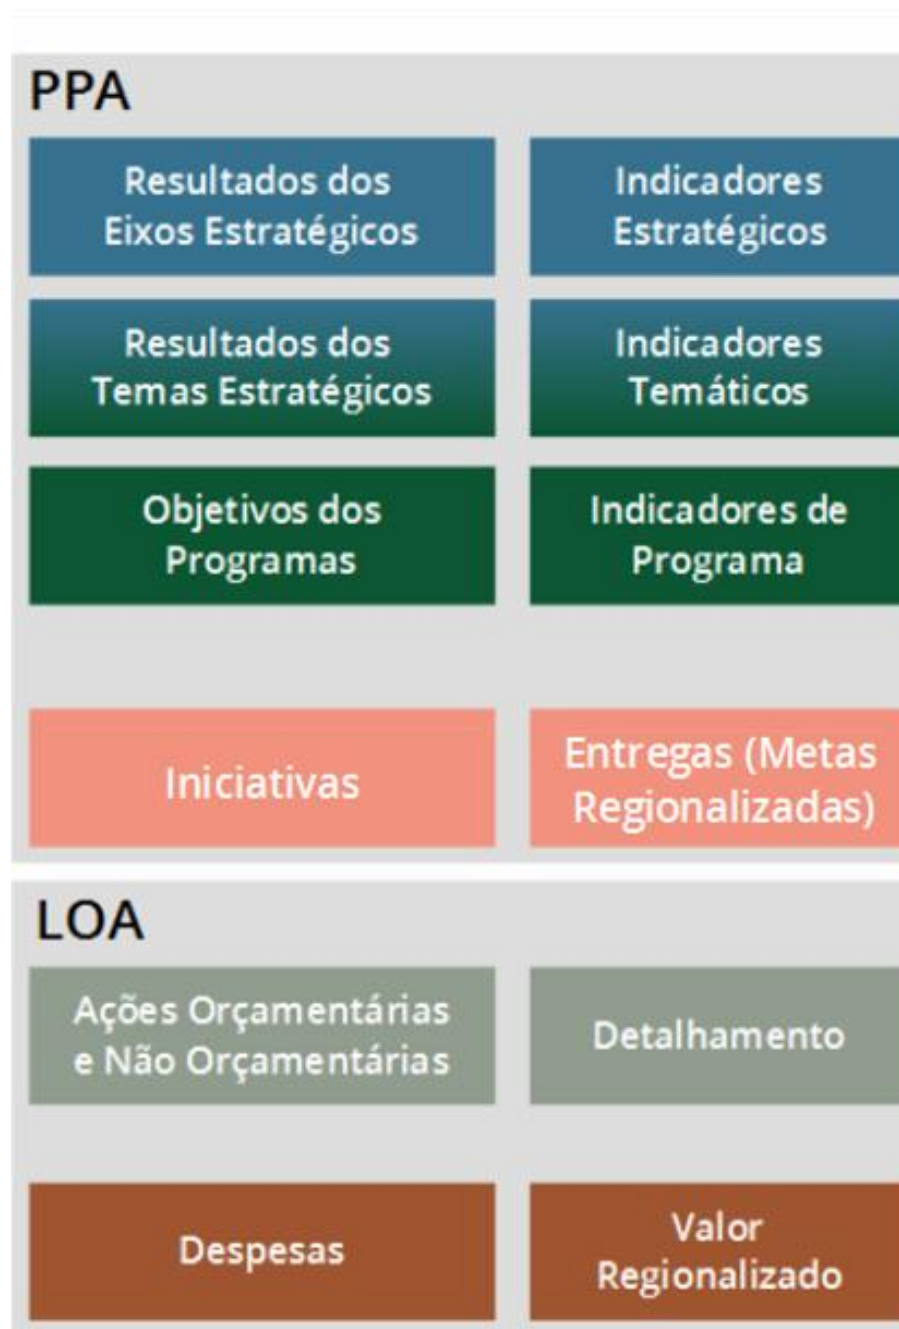 PPA
Resultados dos
Eixos Estratégicos
Indicadores
Estratégicos
Resultados dos
Temas Estratégicos
Indicadores
Temáticos
Objetivos dos
Programas
Indicadores de
Programa
Iniciativas
Entregas (Metas
Regionalizadas)
LOA
Ações Orçamentárias
e Não Orçamentárias
Detalhamento
Despesas
Valor
Regionalizado